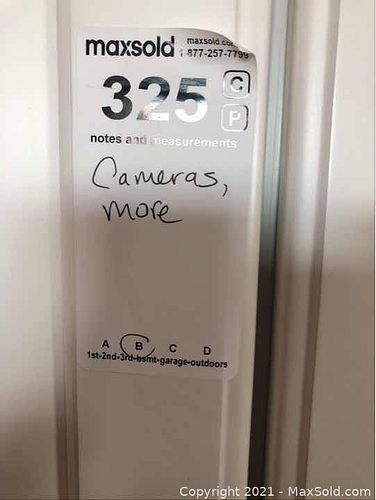 maxsold maxsold.co
1-877-257-7799
325 C
P
notes and measurements
Cameras,
more
A B C D
1st-2nd-3rd-bsmt-garage-outdoors
Copyright 2021 - MaxSold.com